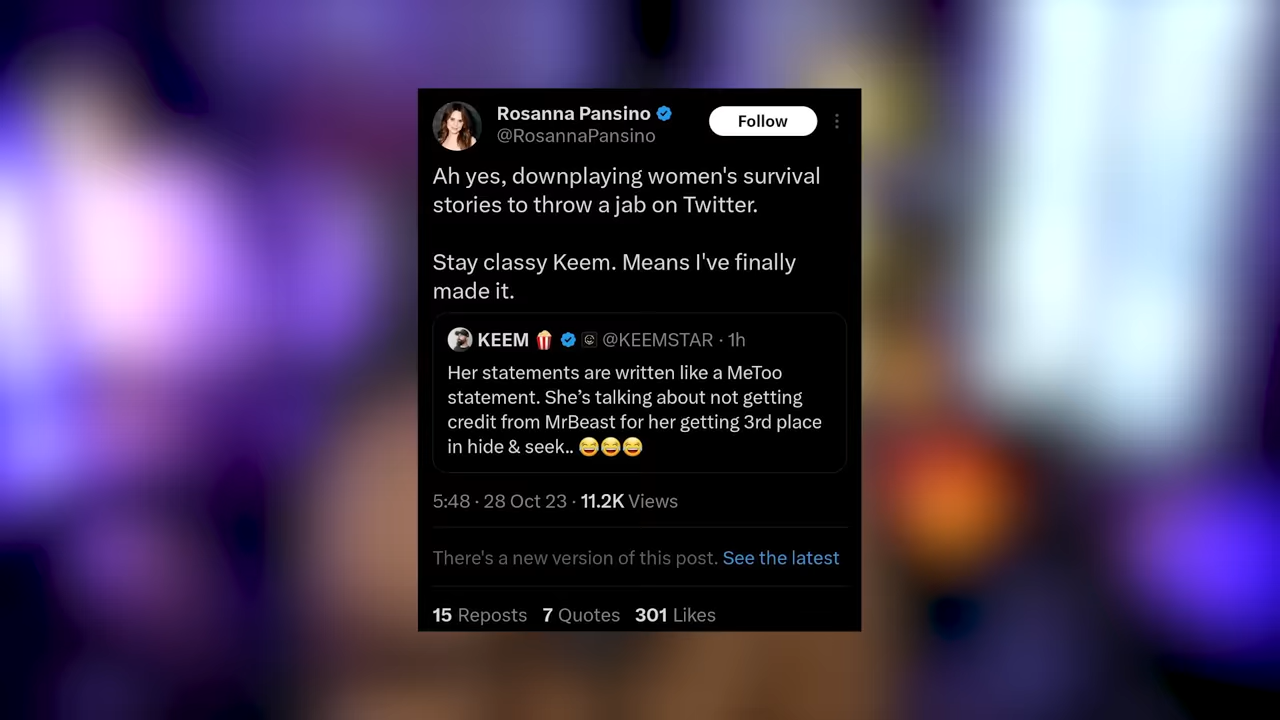 Rosanna Pansino
Follow
@RosannaPansino
Ah yes, downplaying women's survival
stories to throw a jab on Twitter.
Stay classy Keem. Means I've finally
made it.
KEEM 🍿 @KEEMSTAR · 1h
Her statements are written like a MeToo
statement. She’s talking about not getting
credit from MrBeast for her getting 3rd place
in hide & seek.. 😂😂😂
5:48 · 28 Oct 23 · 11.2K Views
There's a new version of this post. See the latest
15 Reposts 7 Quotes 301 Likes